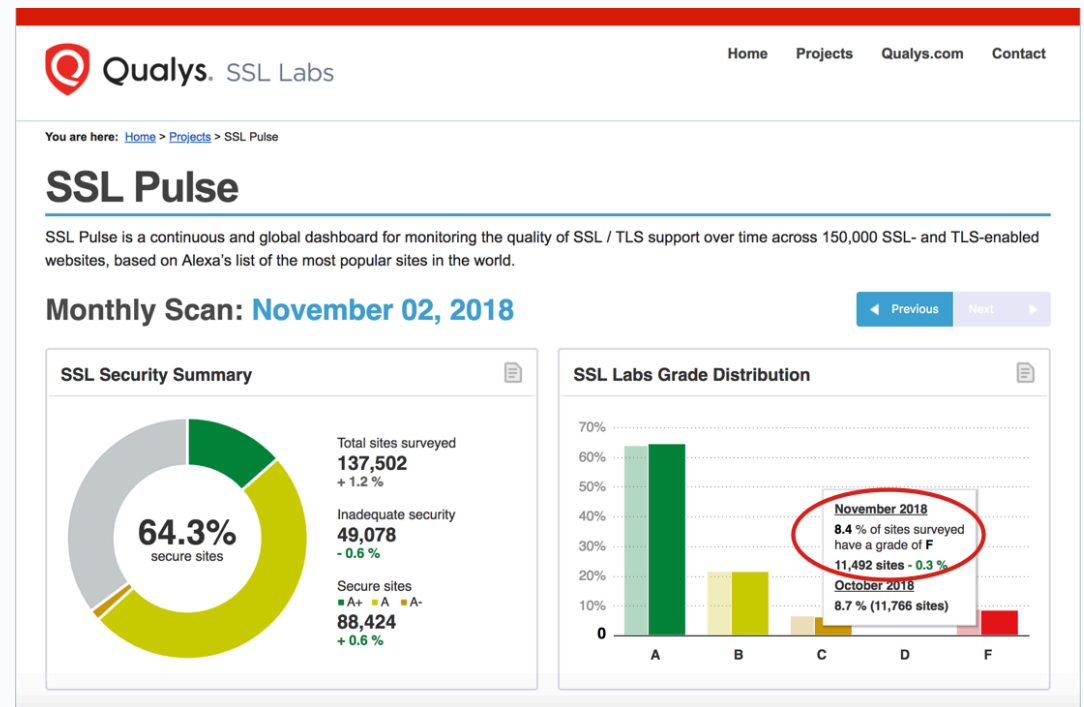 Qualys. SSL Labs
Home Projects Qualys.com Contact
You are here: Home > Projects > SSL Pulse
SSL Pulse
SSL Pulse is a continuous and global dashboard for monitoring the quality of SSL / TLS support over time across 150,000 SSL- and TLS-enabled
websites, based on Alexa's list of the most popular sites in the world.
Monthly Scan: November 02, 2018
Previous Next
SSL Security Summary
64.3%
secure sites
Total sites surveyed
137,502
+ 1.2 %
Inadequate security
49,078
- 0.6 %
Secure sites
A+ A A-
88,424
+ 0.6 %
SSL Labs Grade Distribution
70%
60%
50%
40%
30%
20%
10%
0
November 2018
8.4 % of sites surveyed
have a grade of F
11,492 sites - 0.3 %
October 2018
8.7 % (11,766 sites)
A B C D F